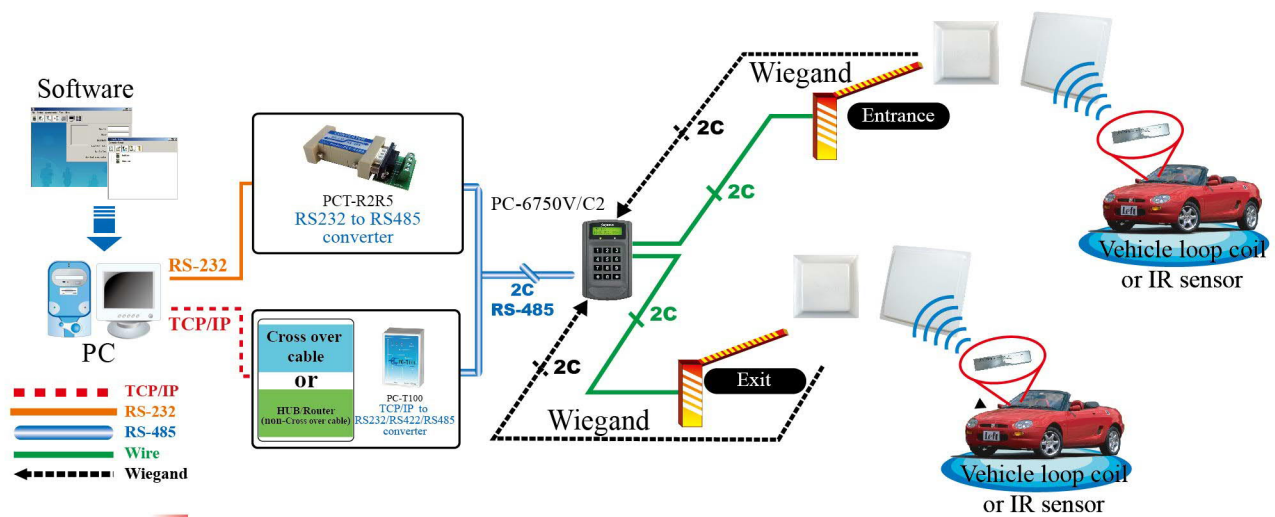 Software
PC
RS-232
TCP/IP
PCT-R2R5
RS232 to RS485
converter
Cross over
cable
or
HUB/Router
(non-Cross over cable)
PC-T100
TCP/IP to
RS232/RS422/RS485
converter
2C
RS-485
PC-6750V/C2
Wiegand
2C
2C
Entrance
Vehicle loop coil
or IR sensor
2C
2C
Wiegand
Exit
Vehicle loop coil
or IR sensor
Left
Left
TCP/IP
RS-232
RS-485
Wire
Wiegand